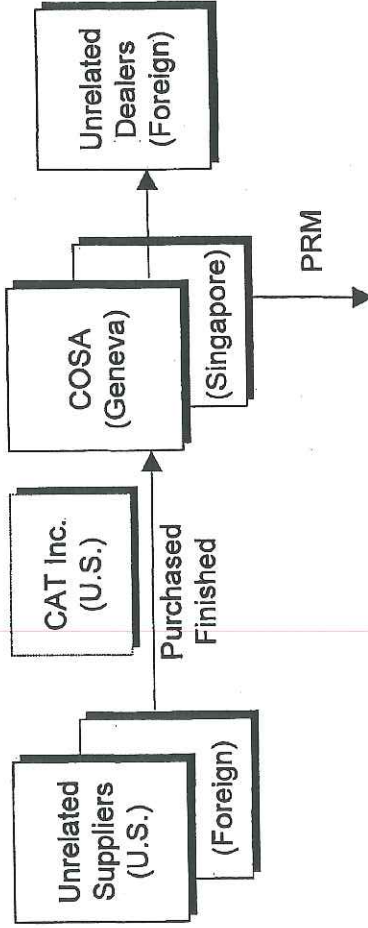 Unrelated
Suppliers
(U.S.)
(Foreign)
CAT Inc.
(U.S.)
Purchased
Finished
COSA
(Geneva)
(Singapore)
PRM
Unrelated
Dealers
(Foreign)